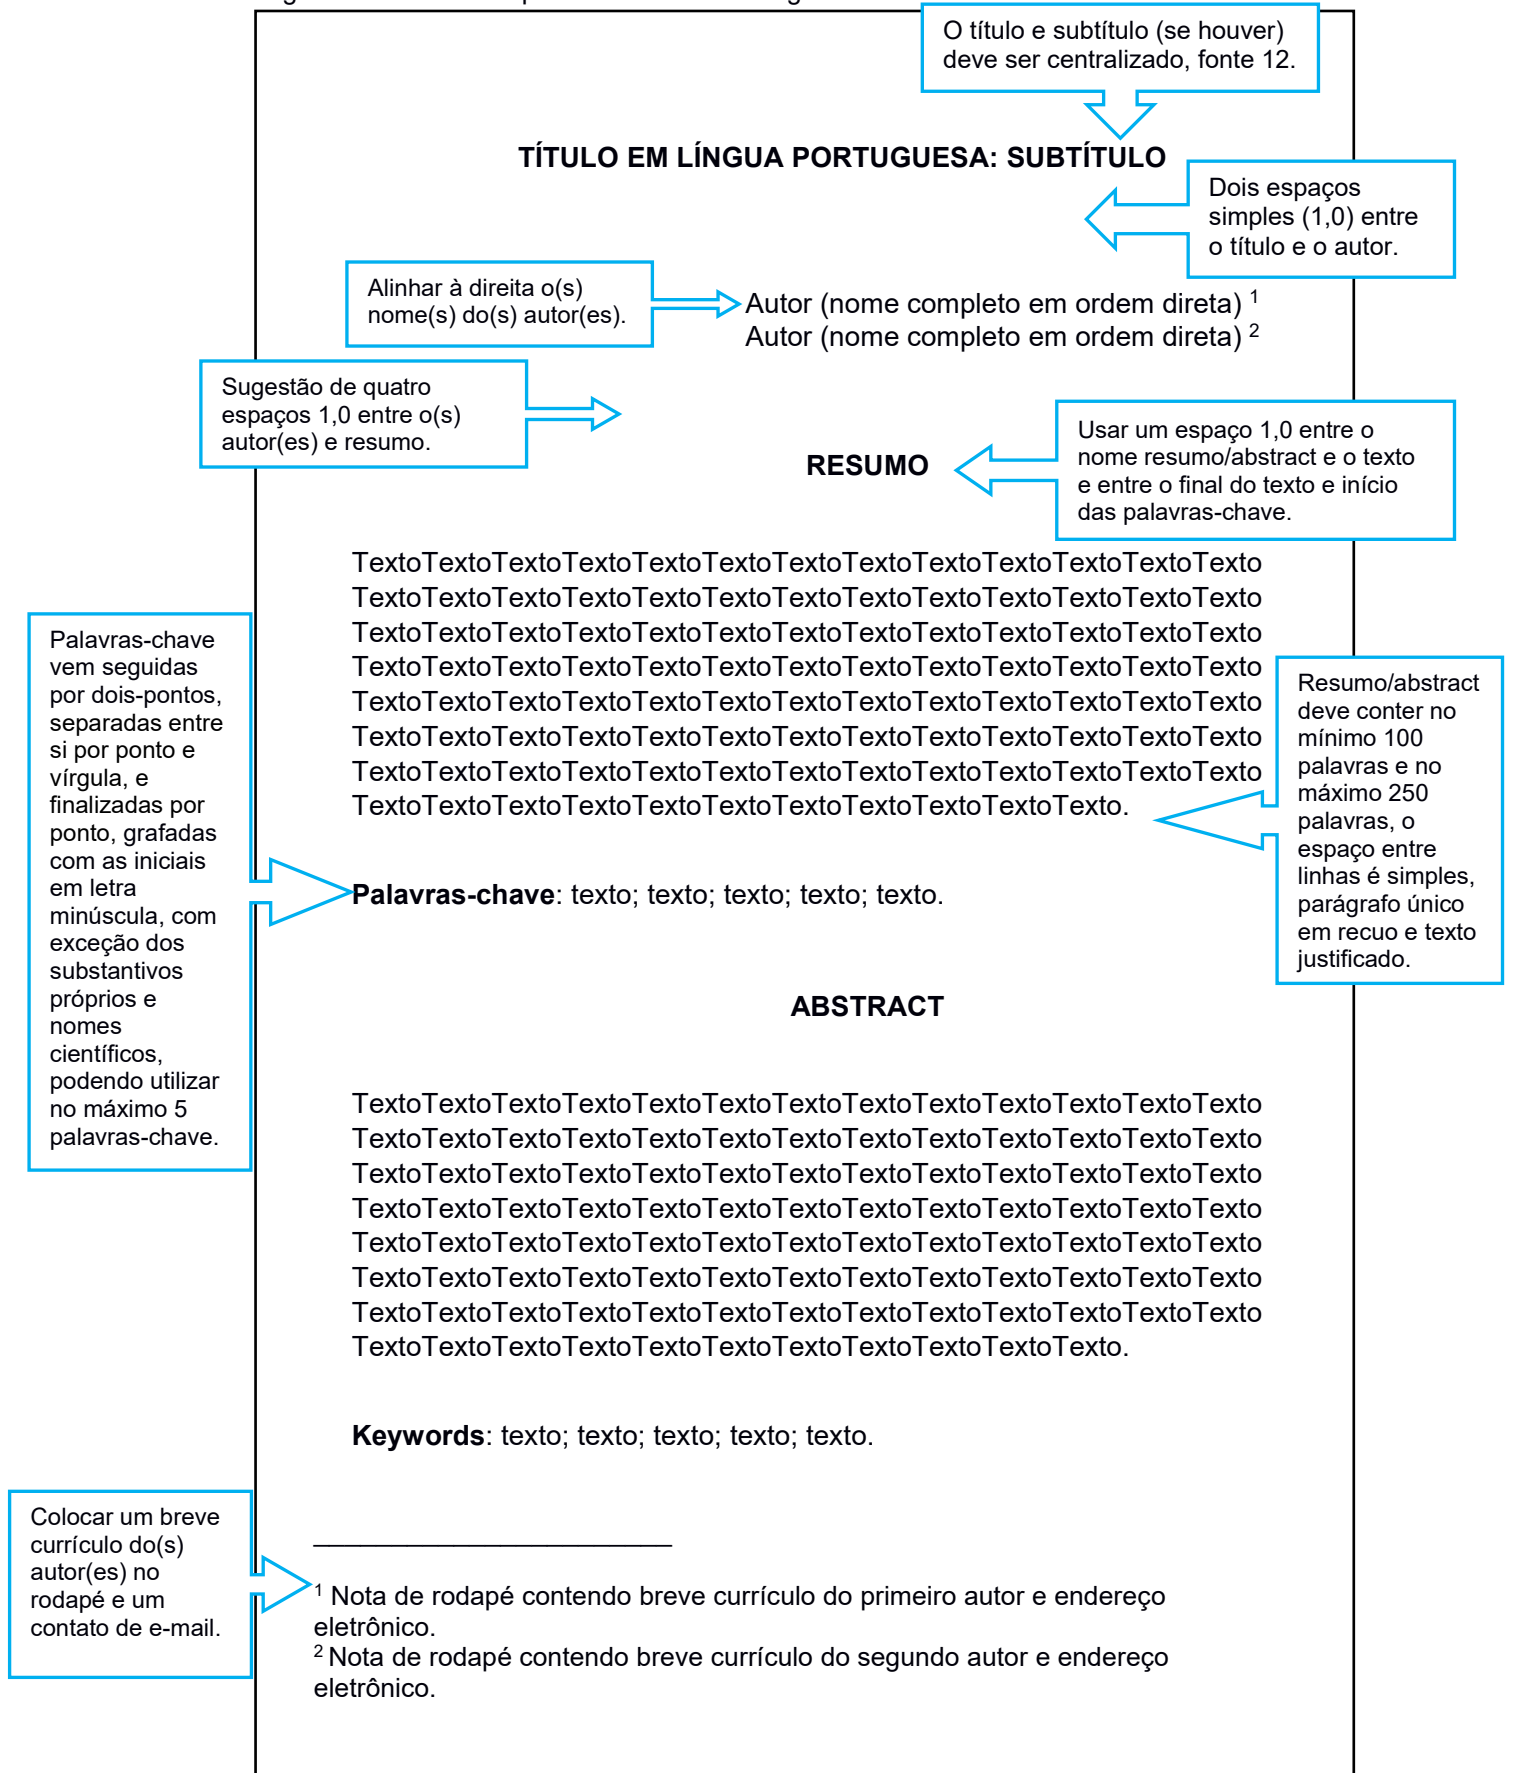 O título e subtítulo (se houver)
deve ser centralizado, fonte 12.
TÍTULO EM LÍNGUA PORTUGUESA: SUBTÍTULO
Dois espaços
simples (1,0) entre
o título e o autor.
Alinhar à direita o(s)
nome(s) do(s) autor(es).
Autor (nome completo em ordem direta) 1
Autor (nome completo em ordem direta) 2
Sugestão de quatro
espaços 1,0 entre o(s)
autor(es) e resumo.
Usar um espaço 1,0 entre o
nome resumo/abstract e o texto
e entre o final do texto e início
das palavras-chave.
RESUMO
TextoTextoTextoTextoTextoTextoTextoTextoTextoTextoTextoTextoTexto
TextoTextoTextoTextoTextoTextoTextoTextoTextoTextoTextoTextoTexto
TextoTextoTextoTextoTextoTextoTextoTextoTextoTextoTextoTextoTexto
TextoTextoTextoTextoTextoTextoTextoTextoTextoTextoTextoTextoTexto
TextoTextoTextoTextoTextoTextoTextoTextoTextoTextoTextoTextoTexto
TextoTextoTextoTextoTextoTextoTextoTextoTextoTextoTextoTextoTexto
TextoTextoTextoTextoTextoTextoTextoTextoTextoTextoTextoTextoTexto
TextoTextoTextoTextoTextoTextoTextoTextoTextoTextoTexto.
Palavras-chave
vem seguidas
por dois-pontos,
separadas entre
si por ponto e
vírgula, e
finalizadas por
ponto, grafadas
com as iniciais
em letra
minúscula, com
exceção dos
substantivos
próprios e
nomes
científicos,
podendo utilizar
no máximo 5
palavras-chave.
Resumo/abstract
deve conter no
mínimo 100
palavras e no
máximo 250
palavras, o
espaço entre
linhas é simples,
parágrafo único
em recuo e texto
justificado.
Palavras-chave: texto; texto; texto; texto; texto.
ABSTRACT
TextoTextoTextoTextoTextoTextoTextoTextoTextoTextoTextoTextoTexto
TextoTextoTextoTextoTextoTextoTextoTextoTextoTextoTextoTextoTexto
TextoTextoTextoTextoTextoTextoTextoTextoTextoTextoTextoTextoTexto
TextoTextoTextoTextoTextoTextoTextoTextoTextoTextoTextoTextoTexto
TextoTextoTextoTextoTextoTextoTextoTextoTextoTextoTextoTextoTexto
TextoTextoTextoTextoTextoTextoTextoTextoTextoTextoTextoTextoTexto
TextoTextoTextoTextoTextoTextoTextoTextoTextoTextoTextoTextoTexto
TextoTextoTextoTextoTextoTextoTextoTextoTextoTextoTexto.
Keywords: texto; texto; texto; texto; texto.
Colocar um breve
currículo do(s)
autor(es) no
rodapé e um
contato de e-mail.
1 Nota de rodapé contendo breve currículo do primeiro autor e endereço
eletrônico.
2 Nota de rodapé contendo breve currículo do segundo autor e endereço
eletrônico.